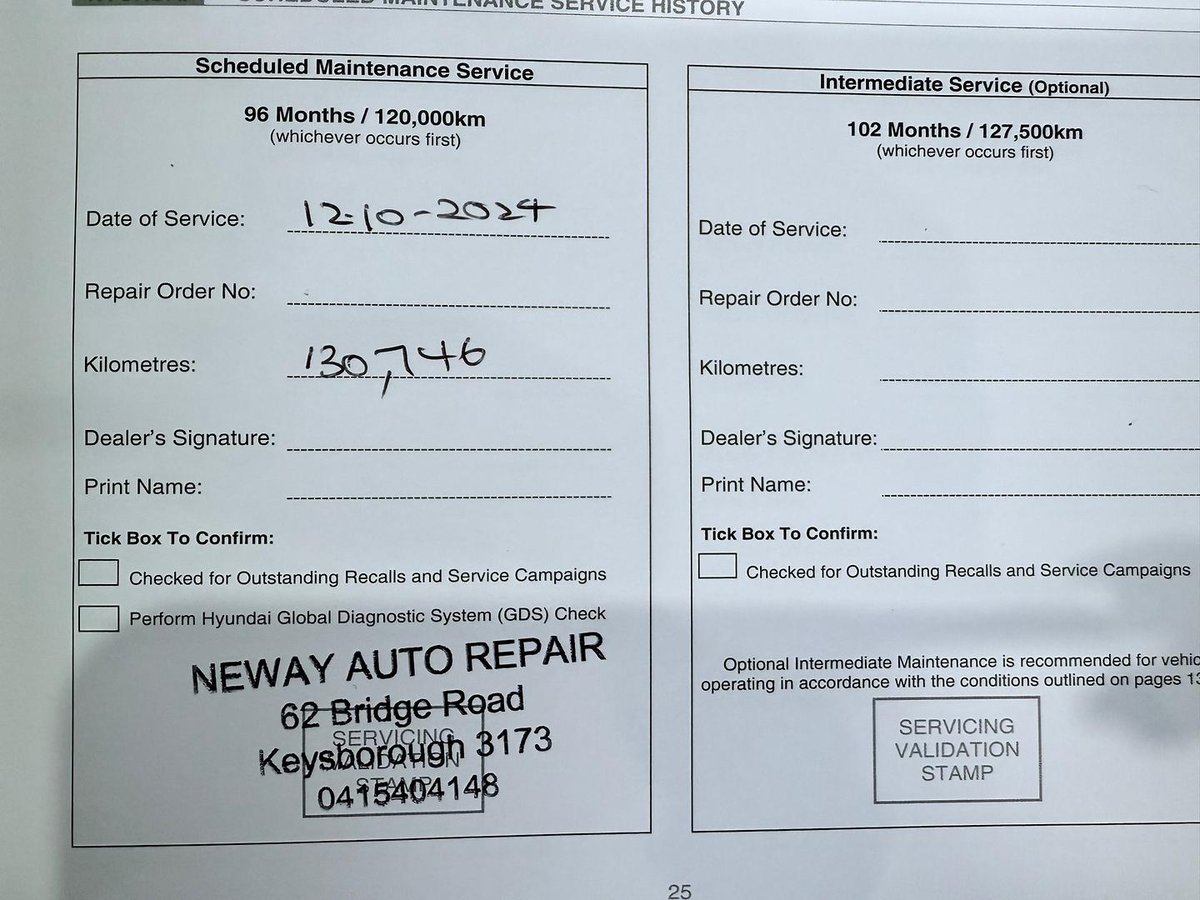 SCHEDULED MAINTENANCE SERVICE HISTORY
Scheduled Maintenance Service
96 Months / 120,000km
(whichever occurs first)
Date of Service: 12-10-2024
Repair Order No:
Kilometres: 130,746
Dealer's Signature:
Print Name:
Tick Box To Confirm:
Checked for Outstanding Recalls and Service Campaigns
Perform Hyundai Global Diagnostic System (GDS) Check
NEWAY AUTO REPAIR
62 Bridge Road
Keysborough 3173
0415404148
SERVICING
VALIDATION
STAMP
Intermediate Service (Optional)
102 Months / 127,500km
(whichever occurs first)
Date of Service:
Repair Order No:
Kilometres:
Dealer's Signature:
Print Name:
Tick Box To Confirm:
Checked for Outstanding Recalls and Service Campaigns
Optional Intermediate Maintenance is recommended for vehic
operating in accordance with the conditions outlined on pages 13
SERVICING
VALIDATION
STAMP
25